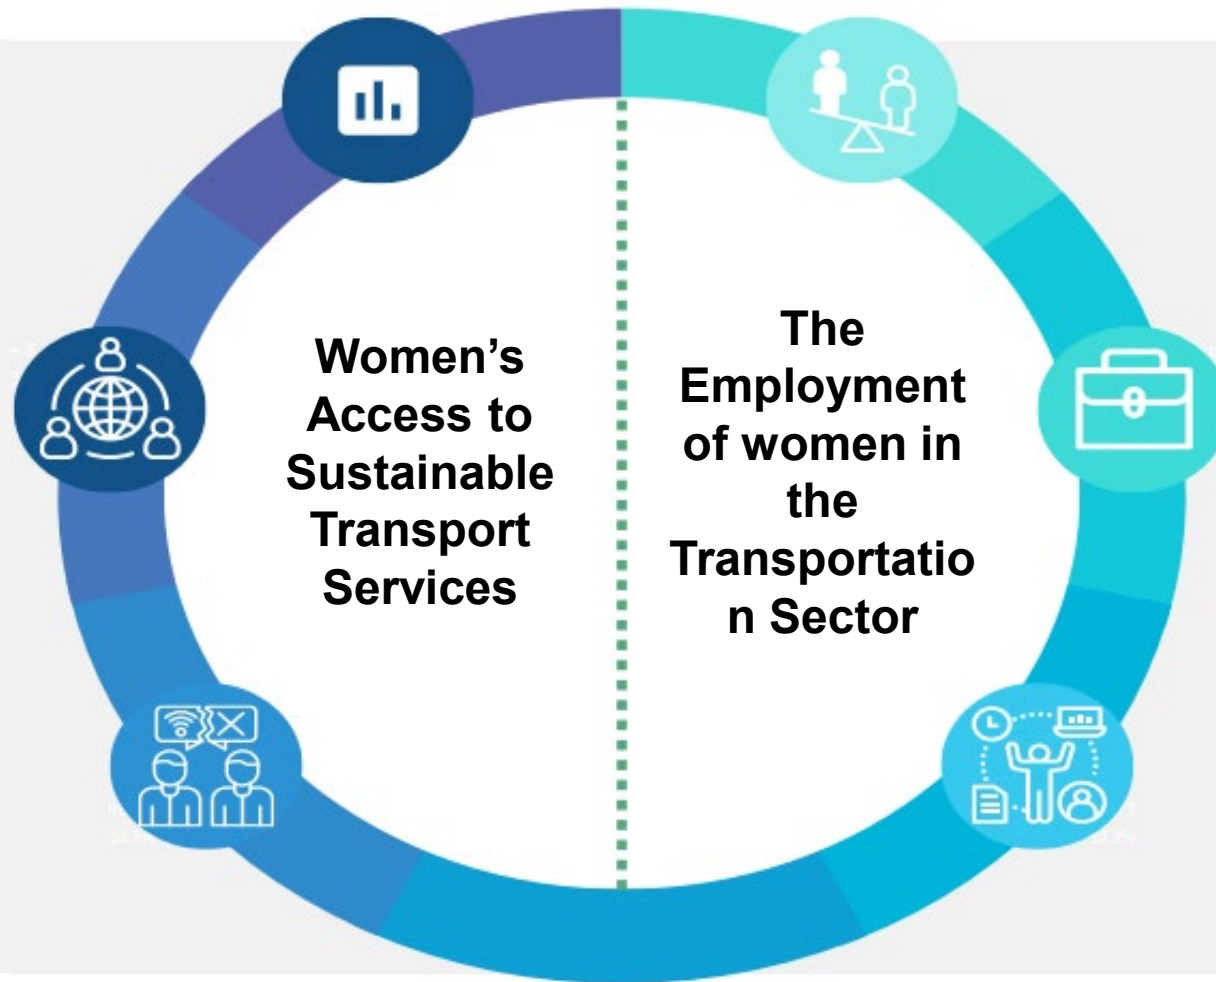 Women’s
Access to
Sustainable
Transport
Services
The
Employment
of women in
the
Transportatio
n Sector